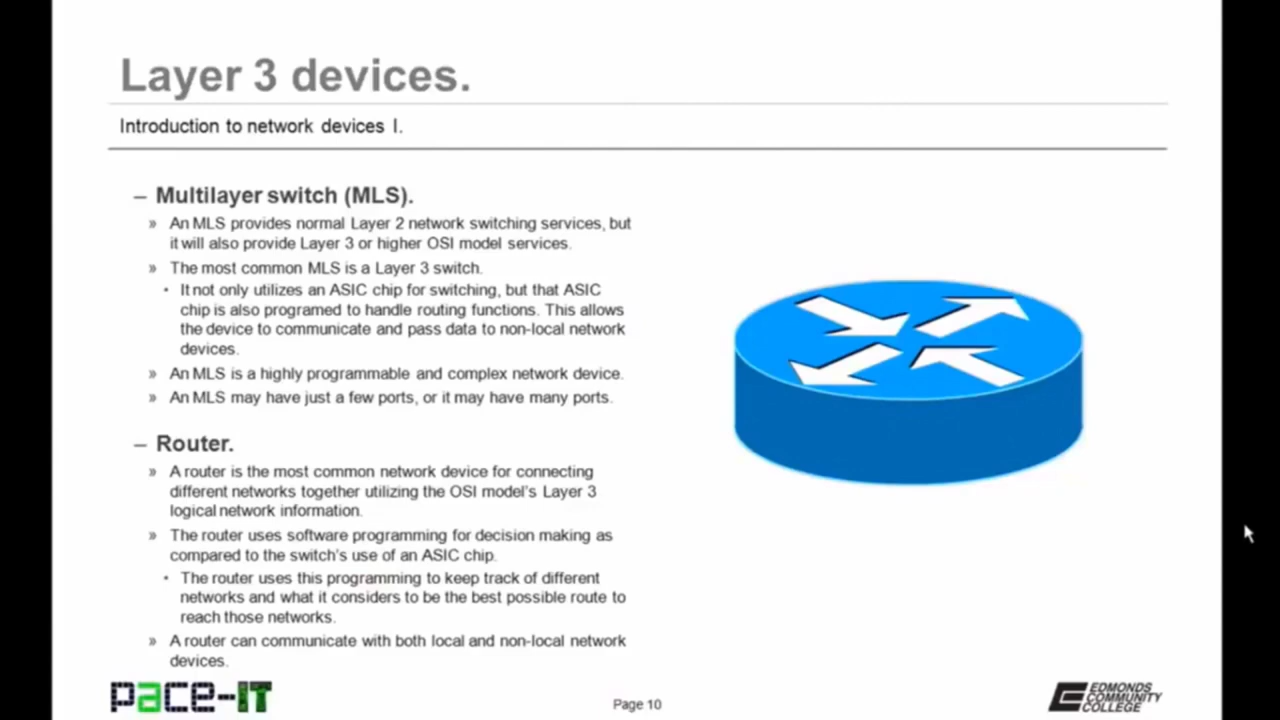 Layer 3 devices.
Introduction to network devices I.
– Multilayer switch (MLS).
» An MLS provides normal Layer 2 network switching services, but
it will also provide Layer 3 or higher OSI model services.
» The most common MLS is a Layer 3 switch.
• It not only utilizes an ASIC chip for switching, but that ASIC
chip is also programed to handle routing functions. This allows
the device to communicate and pass data to non-local network
devices.
» An MLS is a highly programmable and complex network device.
» An MLS may have just a few ports, or it may have many ports.
– Router.
» A router is the most common network device for connecting
different networks together utilizing the OSI model’s Layer 3
logical network information.
» The router uses software programming for decision making as
compared to the switch’s use of an ASIC chip.
• The router uses this programming to keep track of different
networks and what it considers to be the best possible route to
reach those networks.
» A router can communicate with both local and non-local network
devices.
pace-IT
Page 10
EDMONDS
COMMUNITY
COLLEGE